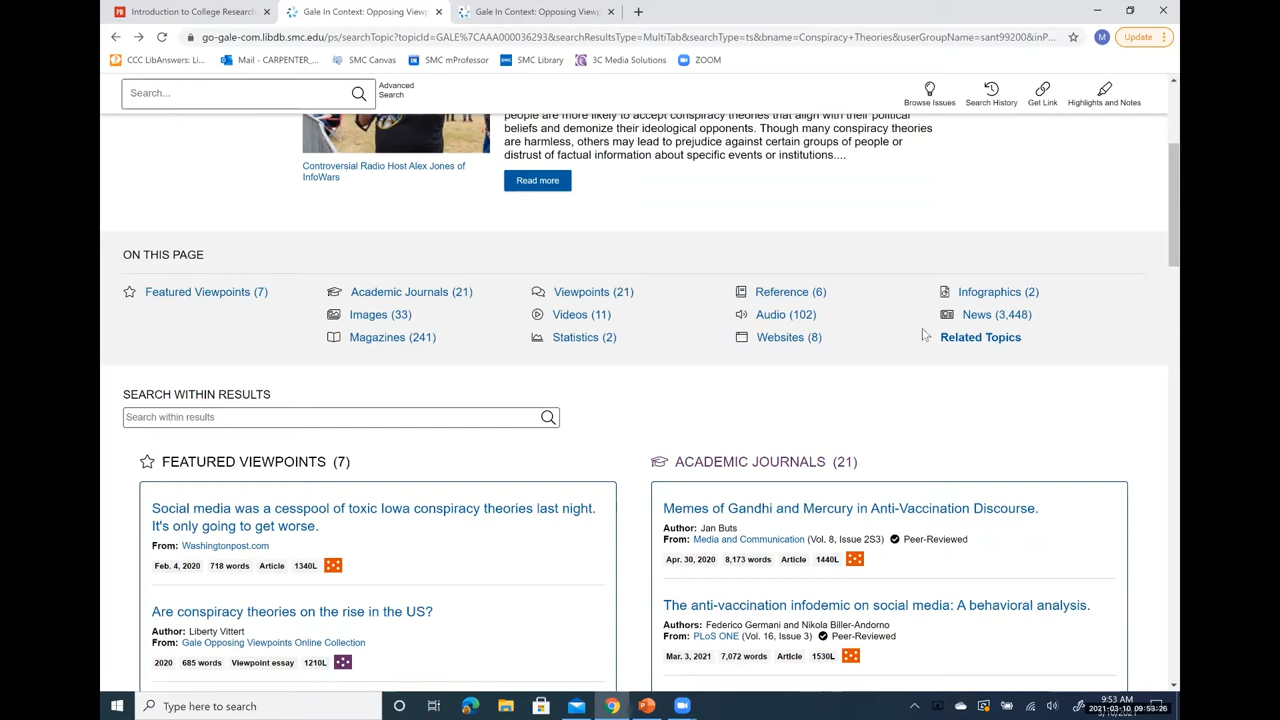 Introduction to College Research
Gale In Context: Opposing Viewp
Gale In Context: Opposing Viewp
go-gale-com.libdb.smc.edu/ps/searchTopic?topicId=GALE%7CAAA000036293&searchResultsType=MultiTab&searchType=ts&bname=Conspiracy+Theories&userGroupName=sant99200&inP...
M
Update
CCC LibAnswers: Li...
Mail - CARPENTER_...
SMC Canvas
SMC mProfessor
SMC Library
3C Media Solutions
ZOOM
Search...
Advanced
Search
Browse Issues
Search History
Get Link
Highlights and Notes
people are more likely to accept conspiracy theories that align with their political
beliefs and demonize their ideological opponents. Though many conspiracy theories
are harmless, others may lead to prejudice against certain groups of people or
distrust of factual information about specific events or institutions....
Controversial Radio Host Alex Jones of
InfoWars
Read more
ON THIS PAGE
Featured Viewpoints (7)
Academic Journals (21)
Viewpoints (21)
Reference (6)
Infographics (2)
Images (33)
Videos (11)
Audio (102)
News (3,448)
Magazines (241)
Statistics (2)
Websites (8)
Related Topics
SEARCH WITHIN RESULTS
Search within results
FEATURED VIEWPOINTS (7)
Social media was a cesspool of toxic Iowa conspiracy theories last night.
It's only going to get worse.
From: Washingtonpost.com
Feb. 4, 2020 718 words Article 1340L
Are conspiracy theories on the rise in the US?
Author: Liberty Vittert
From: Gale Opposing Viewpoints Online Collection
2020 685 words Viewpoint essay 1210L
ACADEMIC JOURNALS (21)
Memes of Gandhi and Mercury in Anti-Vaccination Discourse.
Author: Jan Buts
From: Media and Communication (Vol. 8, Issue 2S3) Peer-Reviewed
Apr. 30, 2020 8,173 words Article 1440L
The anti-vaccination infodemic on social media: A behavioral analysis.
Authors: Federico Germani and Nikola Biller-Andorno
From: PLoS ONE (Vol. 16, Issue 3) Peer-Reviewed
Mar. 3, 2021 7,072 words Article 1530L
Type here to search
9:53 AM
2021-03-10 09:53:26